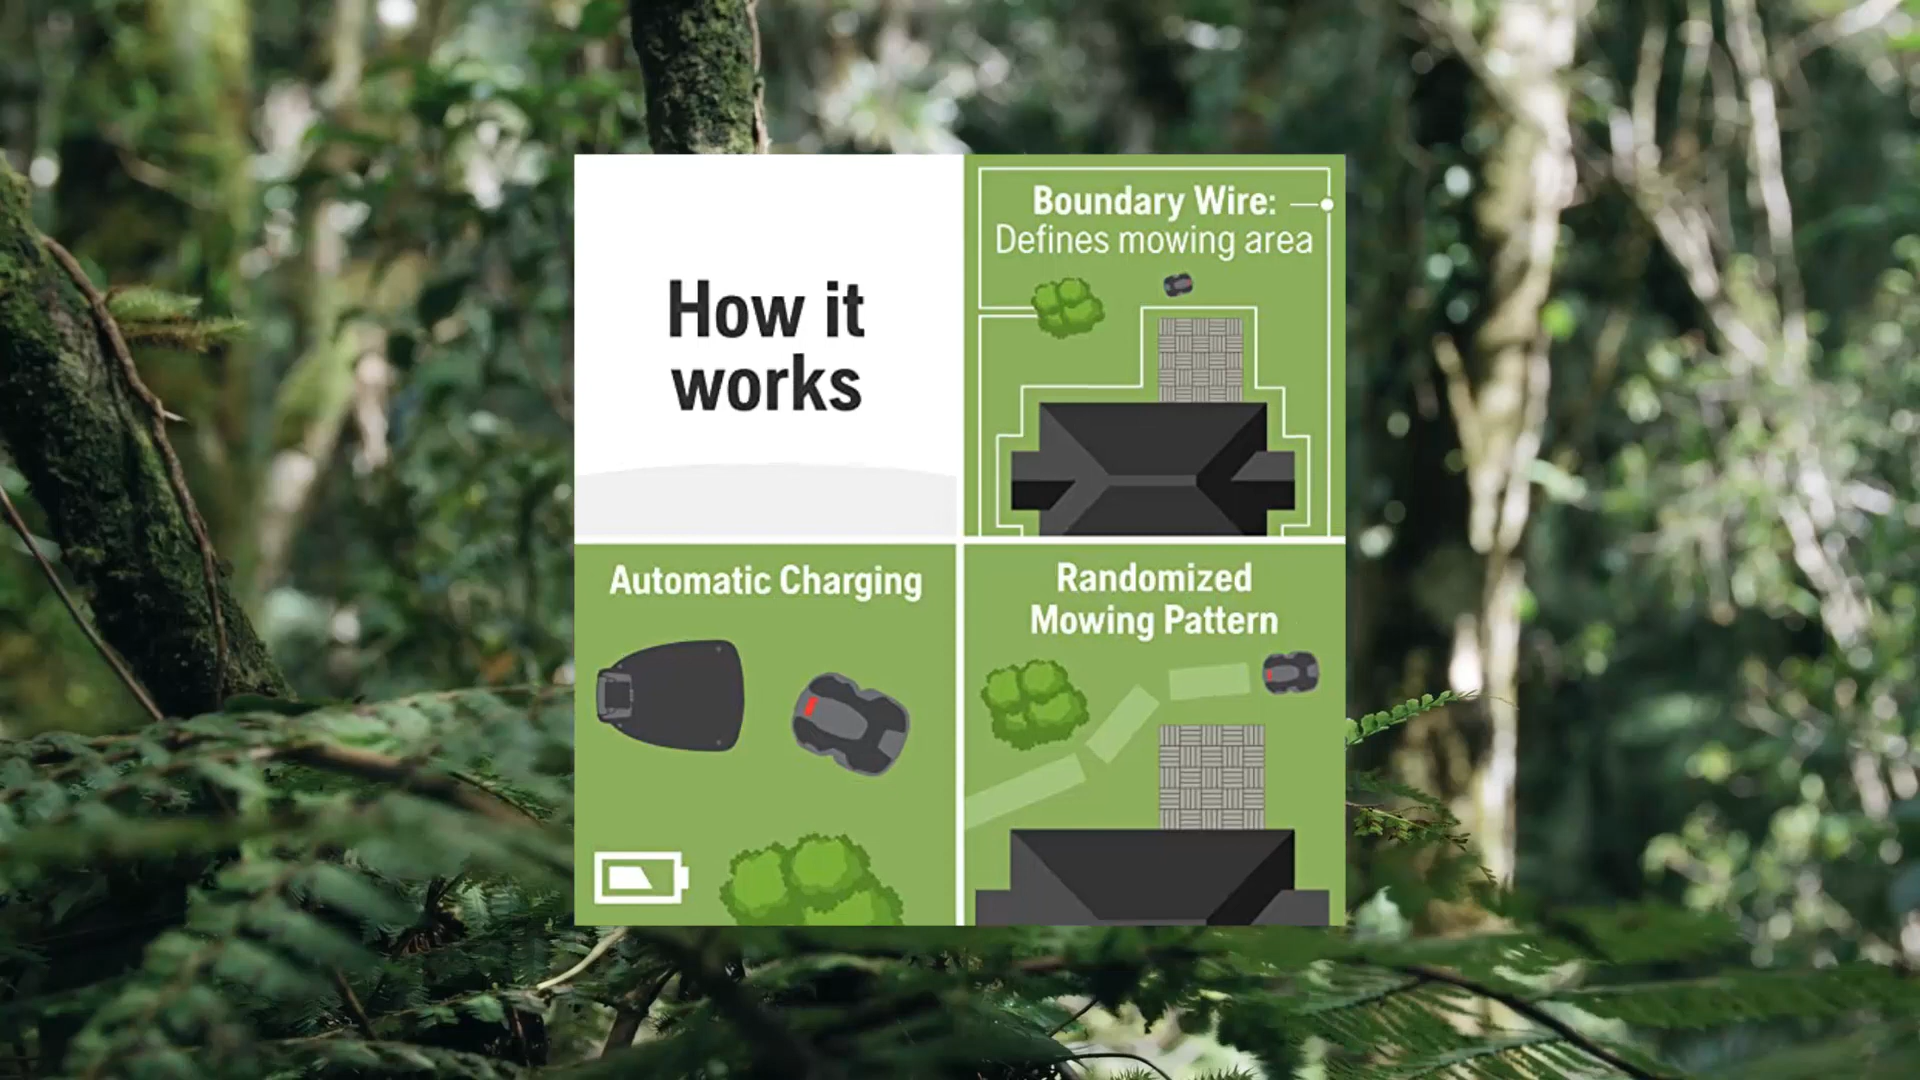 How it
works
Boundary Wire:
Defines mowing area
Automatic Charging
Randomized
Mowing Pattern